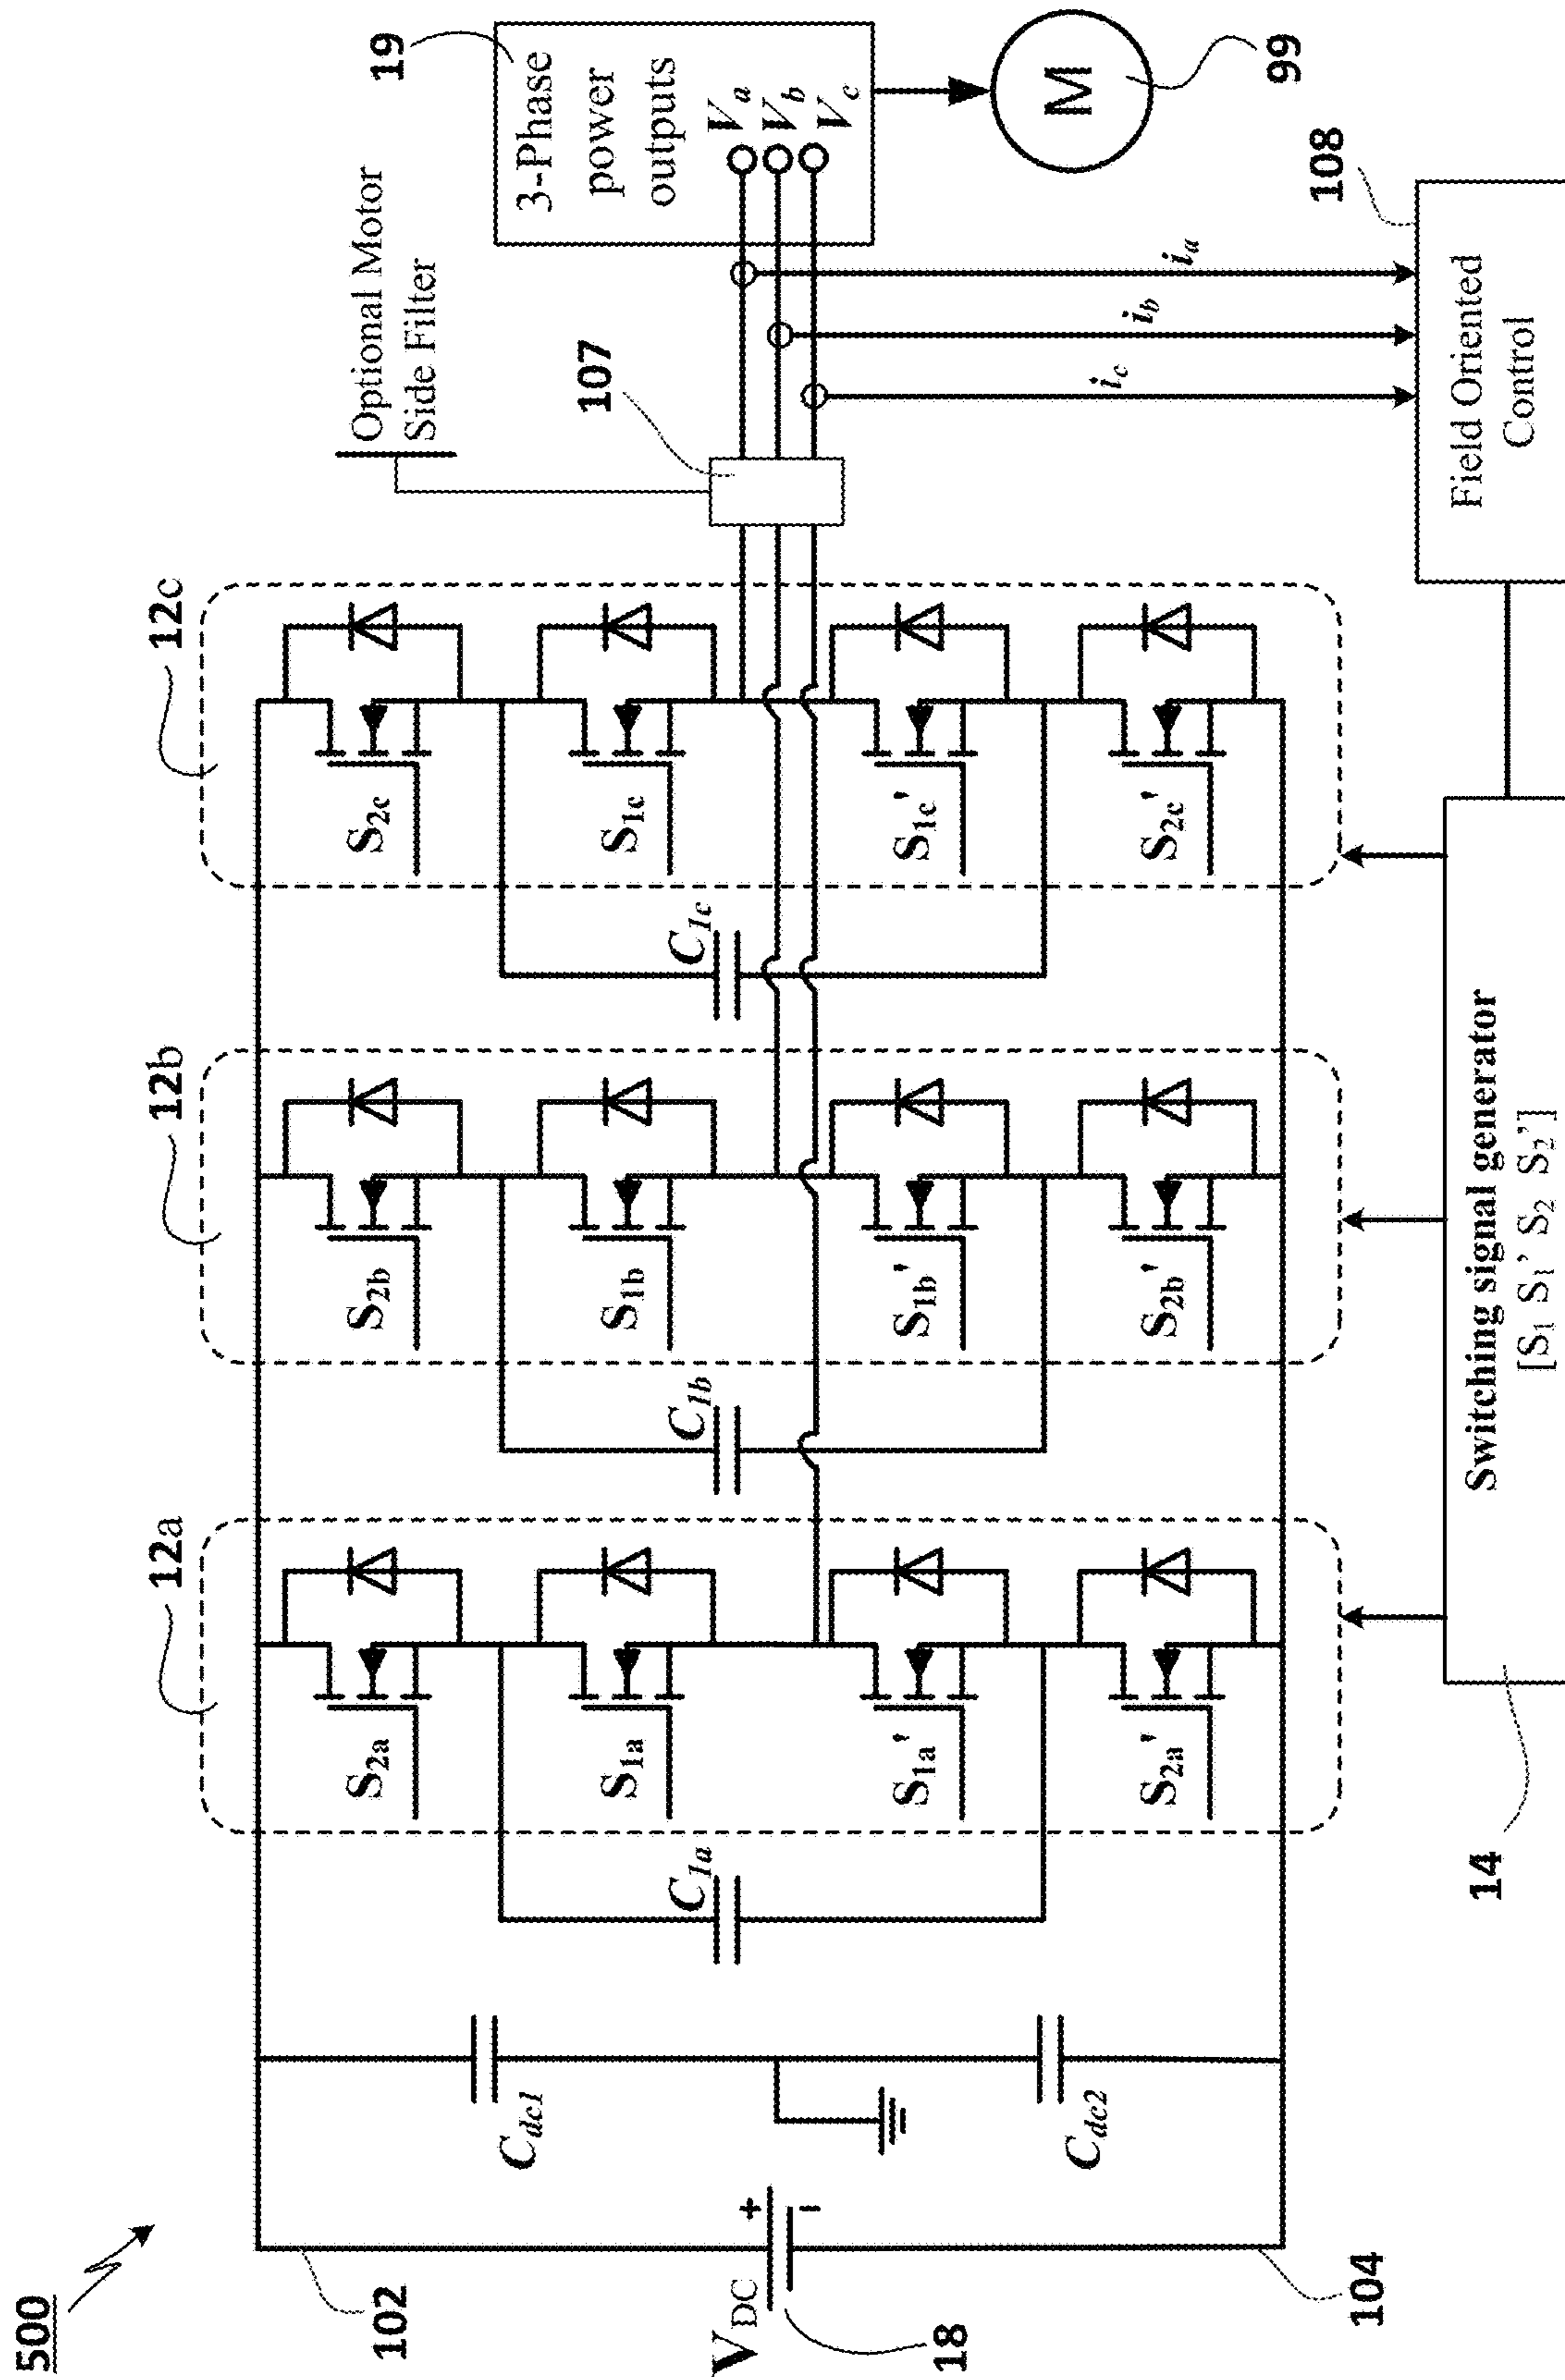 500
102
104
V_DC
+
−
18
C_dc1
C_dc2
12a
S_2a
S_1a
S_1a'
S_2a'
C_1a
12b
S_2b
S_1b
S_1b'
S_2b'
C_1b
12c
S_2c
S_1c
S_1c'
S_2c'
C_1c
Optional Motor
Side Filter
107
19
3-Phase
power
outputs
V_a
V_b
V_c
M
99
i_a
i_b
i_c
108
Field Oriented
Control
14
Switching signal generator
[S_1 S_1’ S_2 S_2’]